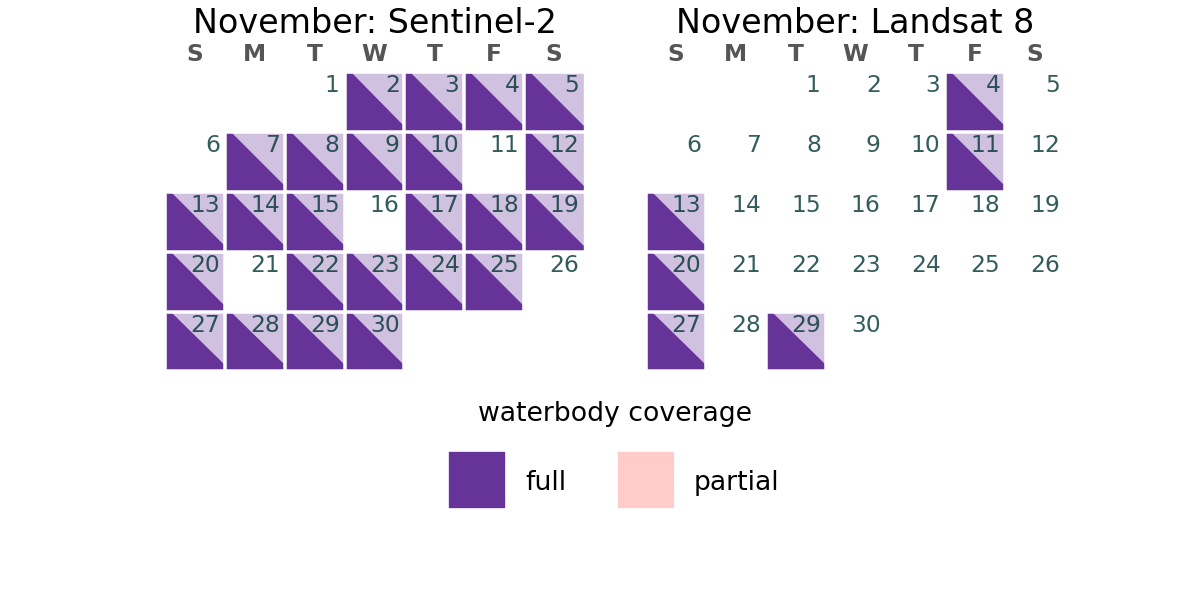 November: Sentinel-2
S M T W T F S
1 2 3 4 5
6 7 8 9 10 11 12
13 14 15 16 17 18 19
20 21 22 23 24 25 26
27 28 29 30
November: Landsat 8
S M T W T F S
1 2 3 4 5
6 7 8 9 10 11 12
13 14 15 16 17 18 19
20 21 22 23 24 25 26
27 28 29 30
waterbody coverage
full partial